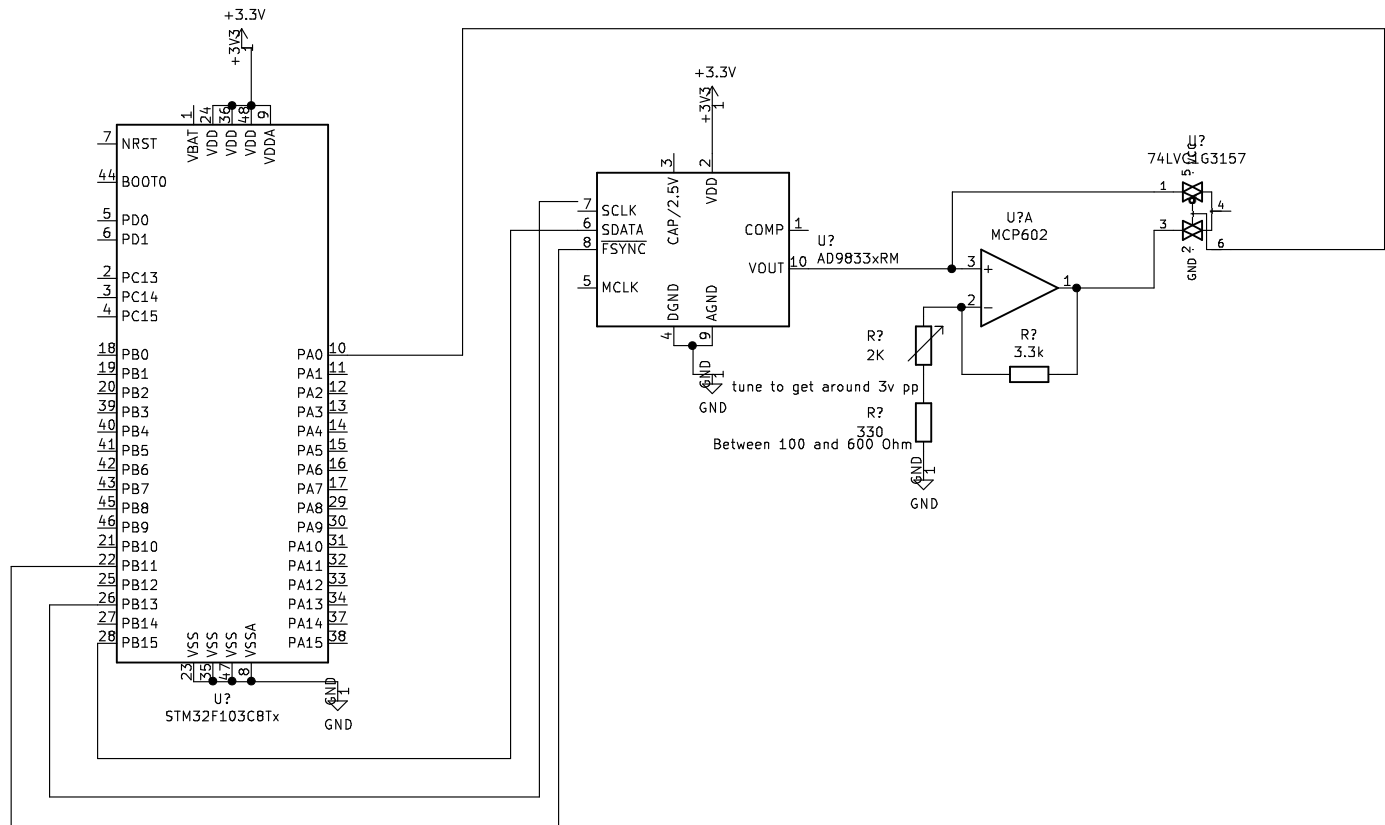 +3.3V
+3V3
1
1
VBAT
24
VDD
36
VDD
48
VDD
9
VDDA
7 NRST
44 BOOT0
5 PD0
6 PD1
2 PC13
3 PC14
4 PC15
18 PB0
19 PB1
20 PB2
39 PB3
40 PB4
41 PB5
42 PB6
43 PB7
45 PB8
46 PB9
21 PB10
22 PB11
25 PB12
26 PB13
27 PB14
28 PB15
PA0 10
PA1 11
PA2 12
PA3 13
PA4 14
PA5 15
PA6 16
PA7 17
PA8 29
PA9 30
PA10 31
PA11 32
PA12 33
PA13 34
PA14 37
PA15 38
VSS
23
VSS
35
VSS
47
VSSA
8
GND
1
GND
U?
STM32F103C8Tx
+3.3V
+3V3
1
3
CAP/2.5V
2
VDD
7 SCLK
6 SDATA
8 FSYNC
5 MCLK
COMP 1
VOUT 10
U?
AD9833xRM
DGND
4
AGND
9
GND
1
GND
U?A
MCP602
3 +
2 −
1
R?
3.3k
R?
2K
tune to get around 3v pp
R?
330
Between 100 and 600 Ohm
GND
1
GND
U?
74LVC1G3157
5 VCC
1
3
4
6
GND 2